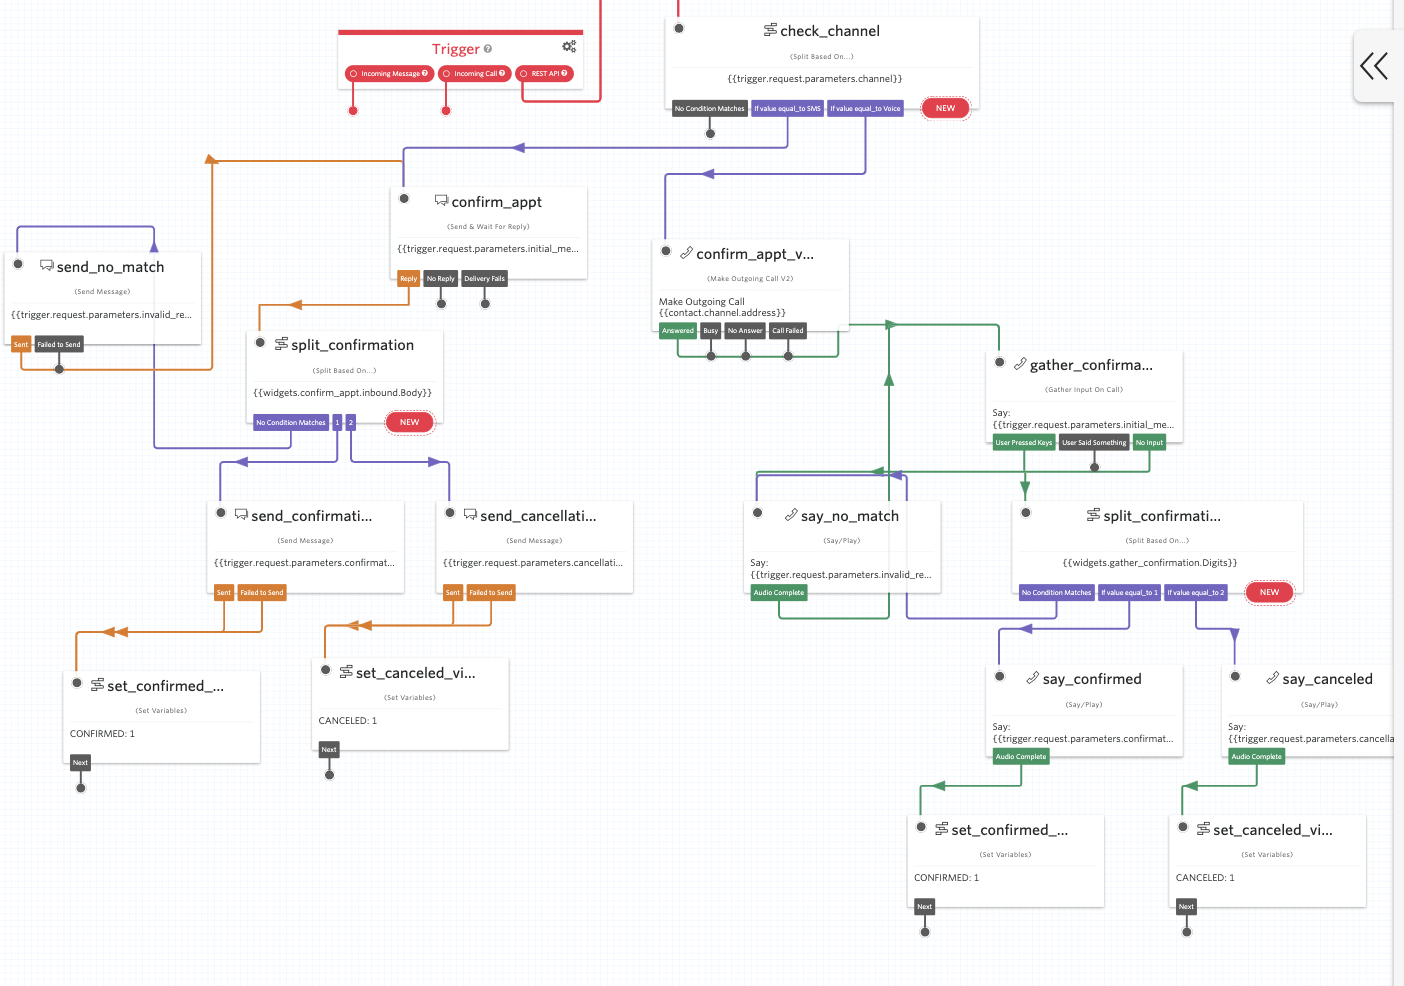 check_channel
(Split Based On...)
{{trigger.request.parameters.channel}}
No Condition Matches
If value equal_to SMS
If value equal_to Voice
NEW
Trigger
Incoming Message
Incoming Call
REST API
confirm_appt
(Send & Wait For Reply)
{{trigger.request.parameters.initial_me...
Reply
No Reply
Delivery Fails
send_no_match
(Send Message)
{{trigger.request.parameters.invalid_re...
Sent
Failed to Send
confirm_appt_v...
(Make Outgoing Call V2)
Make Outgoing Call
{{contact.channel.address}}
Answered
Busy
No Answer
Call Failed
split_confirmation
(Split Based On...)
{{widgets.confirm_appt.inbound.Body}}
No Condition Matches
1
2
NEW
gather_confirma...
(Gather Input On Call)
Say:
{{trigger.request.parameters.initial_me...
User Pressed Keys
User Said Something
No Input
send_confirmati...
(Send Message)
{{trigger.request.parameters.confirmat...
Sent
Failed to Send
send_cancellati...
(Send Message)
{{trigger.request.parameters.cancellati...
Sent
Failed to Send
say_no_match
(Say/Play)
Say:
{{trigger.request.parameters.invalid_re...
Audio Complete
split_confirmati...
(Split Based On...)
{{widgets.gather_confirmation.Digits}}
No Condition Matches
If value equal_to 1
If value equal_to 2
NEW
set_confirmed_...
(Set Variables)
CONFIRMED: 1
Next
set_canceled_vi...
(Set Variables)
CANCELED: 1
Next
say_confirmed
(Say/Play)
Say:
{{trigger.request.parameters.confirmat...
Audio Complete
say_canceled
(Say/Play)
Say:
{{trigger.request.parameters.cancella
Audio Complete
set_confirmed_...
(Set Variables)
CONFIRMED: 1
Next
set_canceled_vi...
(Set Variables)
CANCELED: 1
Next